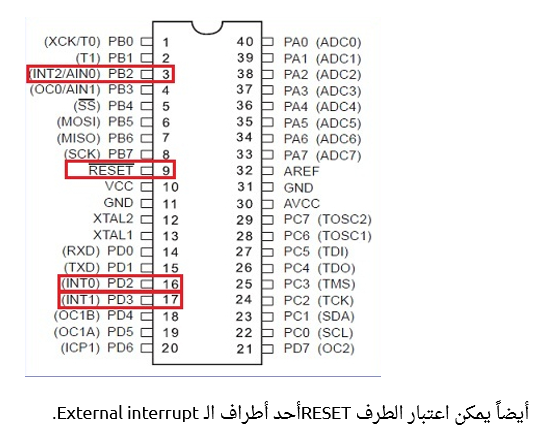 (XCK/T0) PB0 1 40 PA0 (ADC0)
(T1) PB1 2 39 PA1 (ADC1)
(INT2/AIN0) PB2 3 38 PA2 (ADC2)
(OC0/AIN1) PB3 4 37 PA3 (ADC3)
(SS) PB4 5 36 PA4 (ADC4)
(MOSI) PB5 6 35 PA5 (ADC5)
(MISO) PB6 7 34 PA6 (ADC6)
(SCK) PB7 8 33 PA7 (ADC7)
RESET 9 32 AREF
VCC 10 31 GND
GND 11 30 AVCC
XTAL2 12 29 PC7 (TOSC2)
XTAL1 13 28 PC6 (TOSC1)
(RXD) PD0 14 27 PC5 (TDI)
(TXD) PD1 15 26 PC4 (TDO)
(INT0) PD2 16 25 PC3 (TMS)
(INT1) PD3 17 24 PC2 (TCK)
(OC1B) PD4 18 23 PC1 (SDA)
(OC1A) PD5 19 22 PC0 (SCL)
(ICP1) PD6 20 21 PD7 (OC2)
أيضاً يمكن اعتبار الطرف RESETأحد أطراف الـ External interrupt.